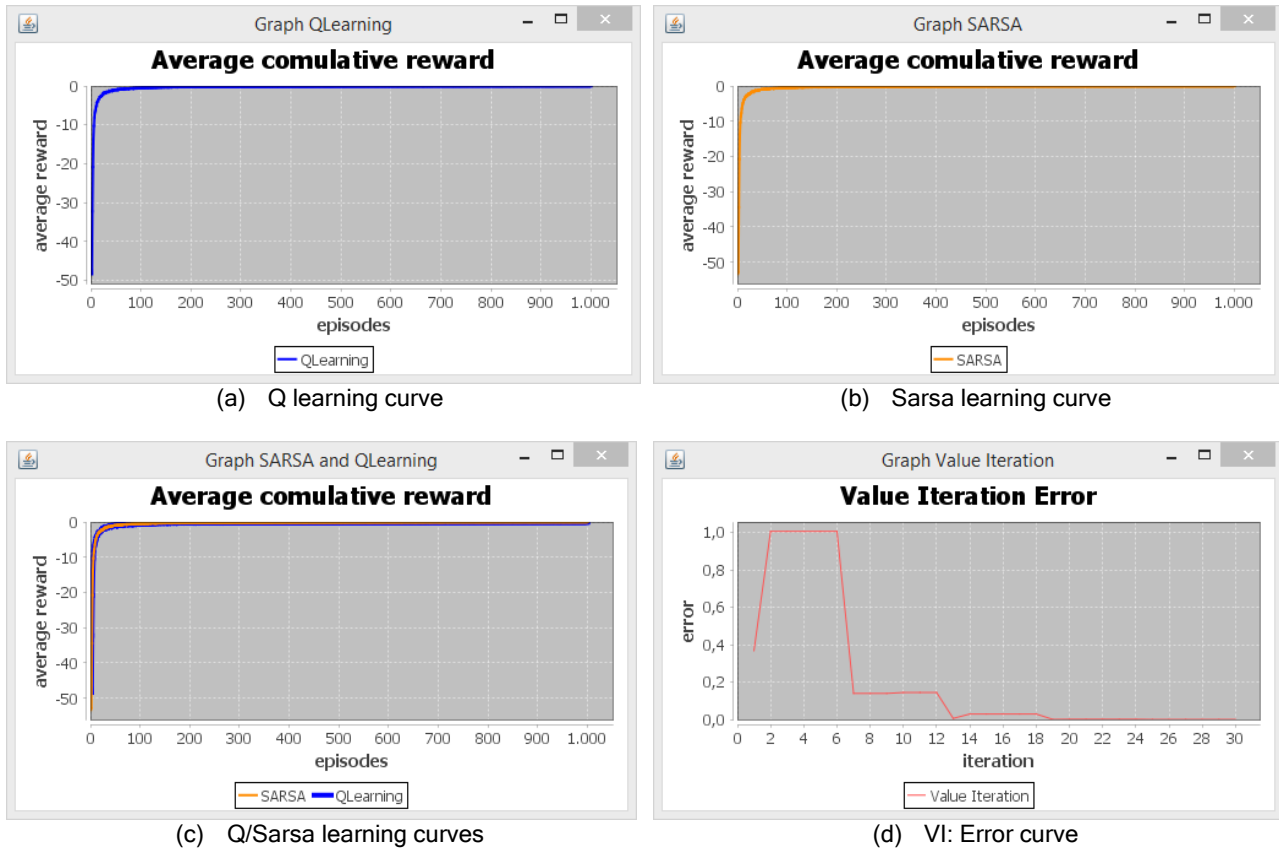 Graph QLearning
Average comulative reward
average reward
0
-10
-20
-30
-40
-50
0 100 200 300 400 500 600 700 800 900 1.000
episodes
QLearning
(a) Q learning curve
Graph SARSA
Average comulative reward
average reward
0
-10
-20
-30
-40
-50
0 100 200 300 400 500 600 700 800 900 1.000
episodes
SARSA
(b) Sarsa learning curve
Graph SARSA and QLearning
Average comulative reward
average reward
0
-10
-20
-30
-40
-50
0 100 200 300 400 500 600 700 800 900 1.000
episodes
SARSA QLearning
(c) Q/Sarsa learning curves
Graph Value Iteration
Value Iteration Error
error
1,0
0,8
0,6
0,4
0,2
0,0
0 2 4 6 8 10 12 14 16 18 20 22 24 26 28 30
iteration
Value Iteration
(d) VI: Error curve